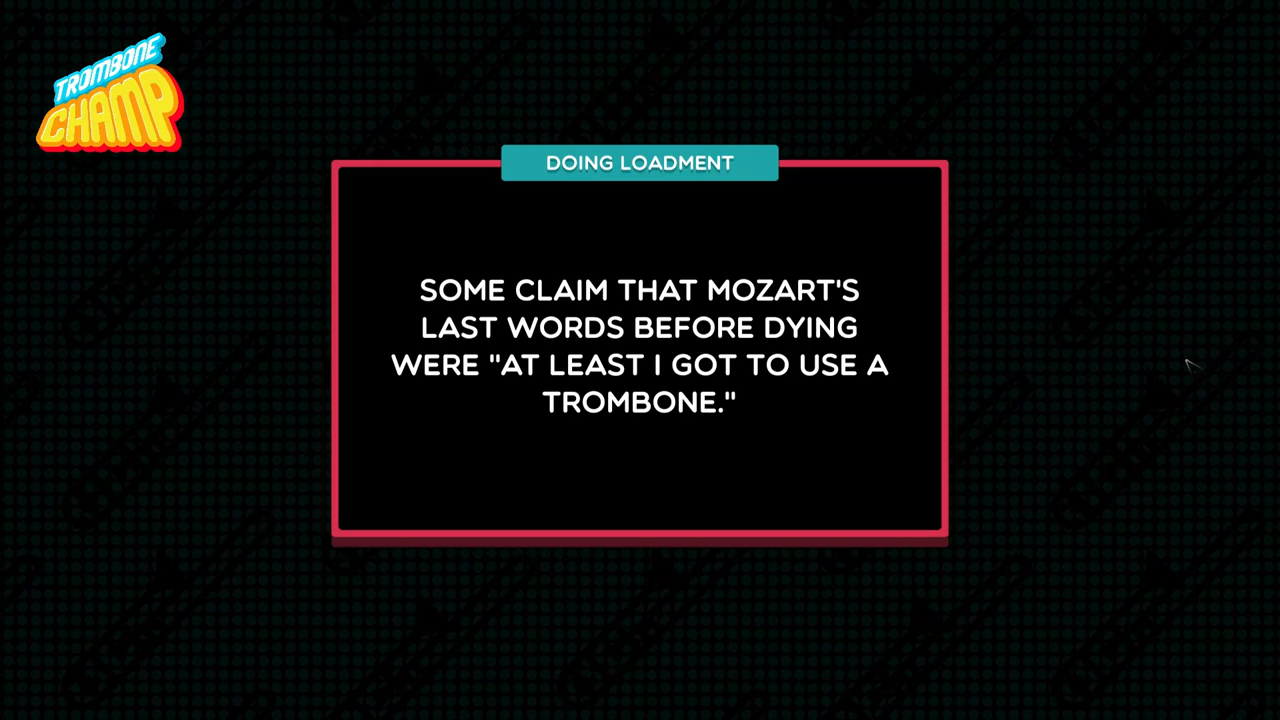 TROMBONE
CHAMP
DOING LOADMENT
SOME CLAIM THAT MOZART'S
LAST WORDS BEFORE DYING
WERE "AT LEAST I GOT TO USE A
TROMBONE."